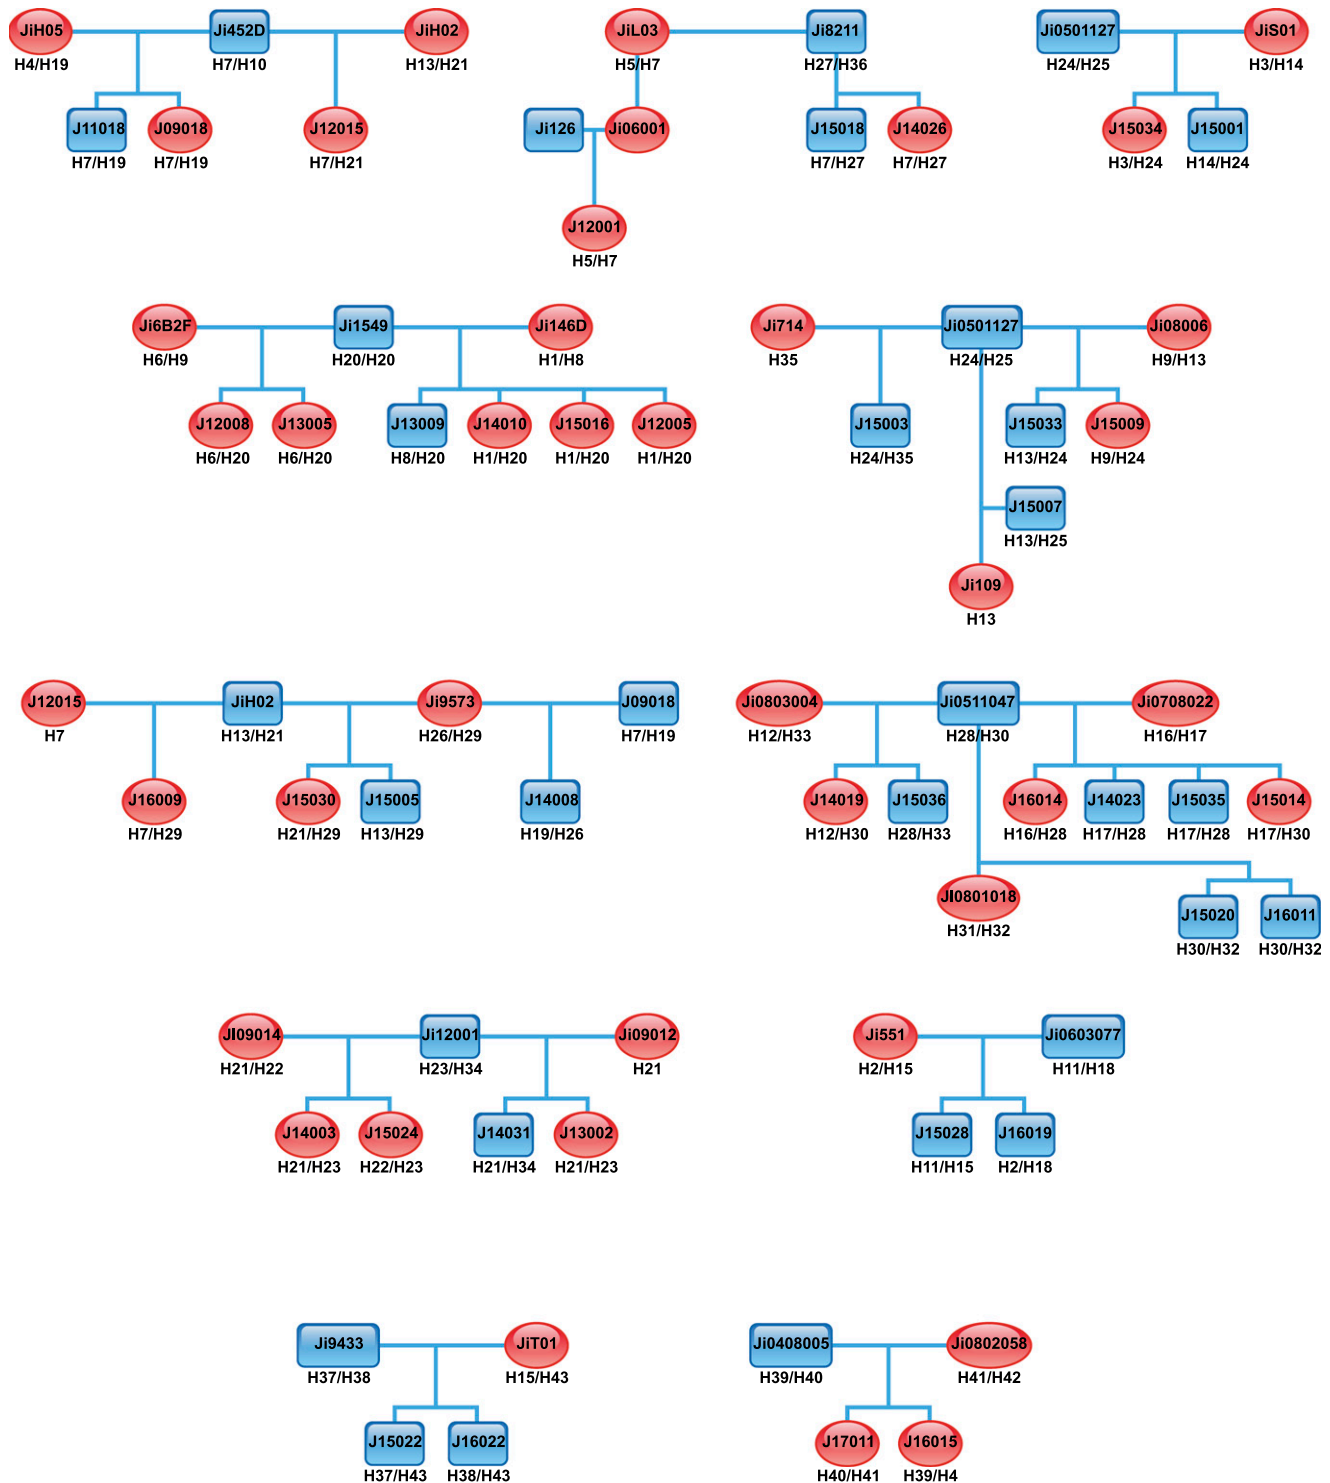 JiH05 Ji452D JiH02 JiL03 Ji8211 Ji0501127 JiS01
H4/H19 H7/H10 H13/H21 H5/H7 H27/H36 H24/H25 H3/H14
J11018 J09018 J12015 Ji126 Ji06001 J15018 J14026 J15034 J15001
H7/H19 H7/H19 H7/H21 H7/H27 H7/H27 H3/H24 H14/H24
J12001
H5/H7
Ji6B2F Ji1549 Ji146D Ji714 Ji0501127 Ji08006
H6/H9 H20/H20 H1/H8 H35 H24/H25 H9/H13
J12008 J13005 J13009 J14010 J15016 J12005 J15003 J15033 J15009
H6/H20 H6/H20 H8/H20 H1/H20 H1/H20 H1/H20 H24/H35 H13/H24 H9/H24
J15007
H13/H25
Ji109
H13
J12015 JiH02 Ji9573 J09018 Ji0803004 Ji0511047 Ji0708022
H7 H13/H21 H26/H29 H7/H19 H12/H33 H28/H30 H16/H17
J16009 J15030 J15005 J14008 J14019 J15036 J16014 J14023 J15035 J15014
H7/H29 H21/H29 H13/H29 H19/H26 H12/H30 H28/H33 H16/H28 H17/H28 H17/H28 H17/H30
JI0801018 J15020 J16011
H31/H32 H30/H32 H30/H32
JI09014 Ji12001 Ji09012 Ji551 Ji0603077
H21/H22 H23/H34 H21 H2/H15 H11/H18
J14003 J15024 J14031 J13002 J15028 J16019
H21/H23 H22/H23 H21/H34 H21/H23 H11/H15 H2/H18
Ji9433 JiT01 Ji0408005 Ji0802058
H37/H38 H15/H43 H39/H40 H41/H42
J15022 J16022 J17011 J16015
H37/H43 H38/H43 H40/H41 H39/H4